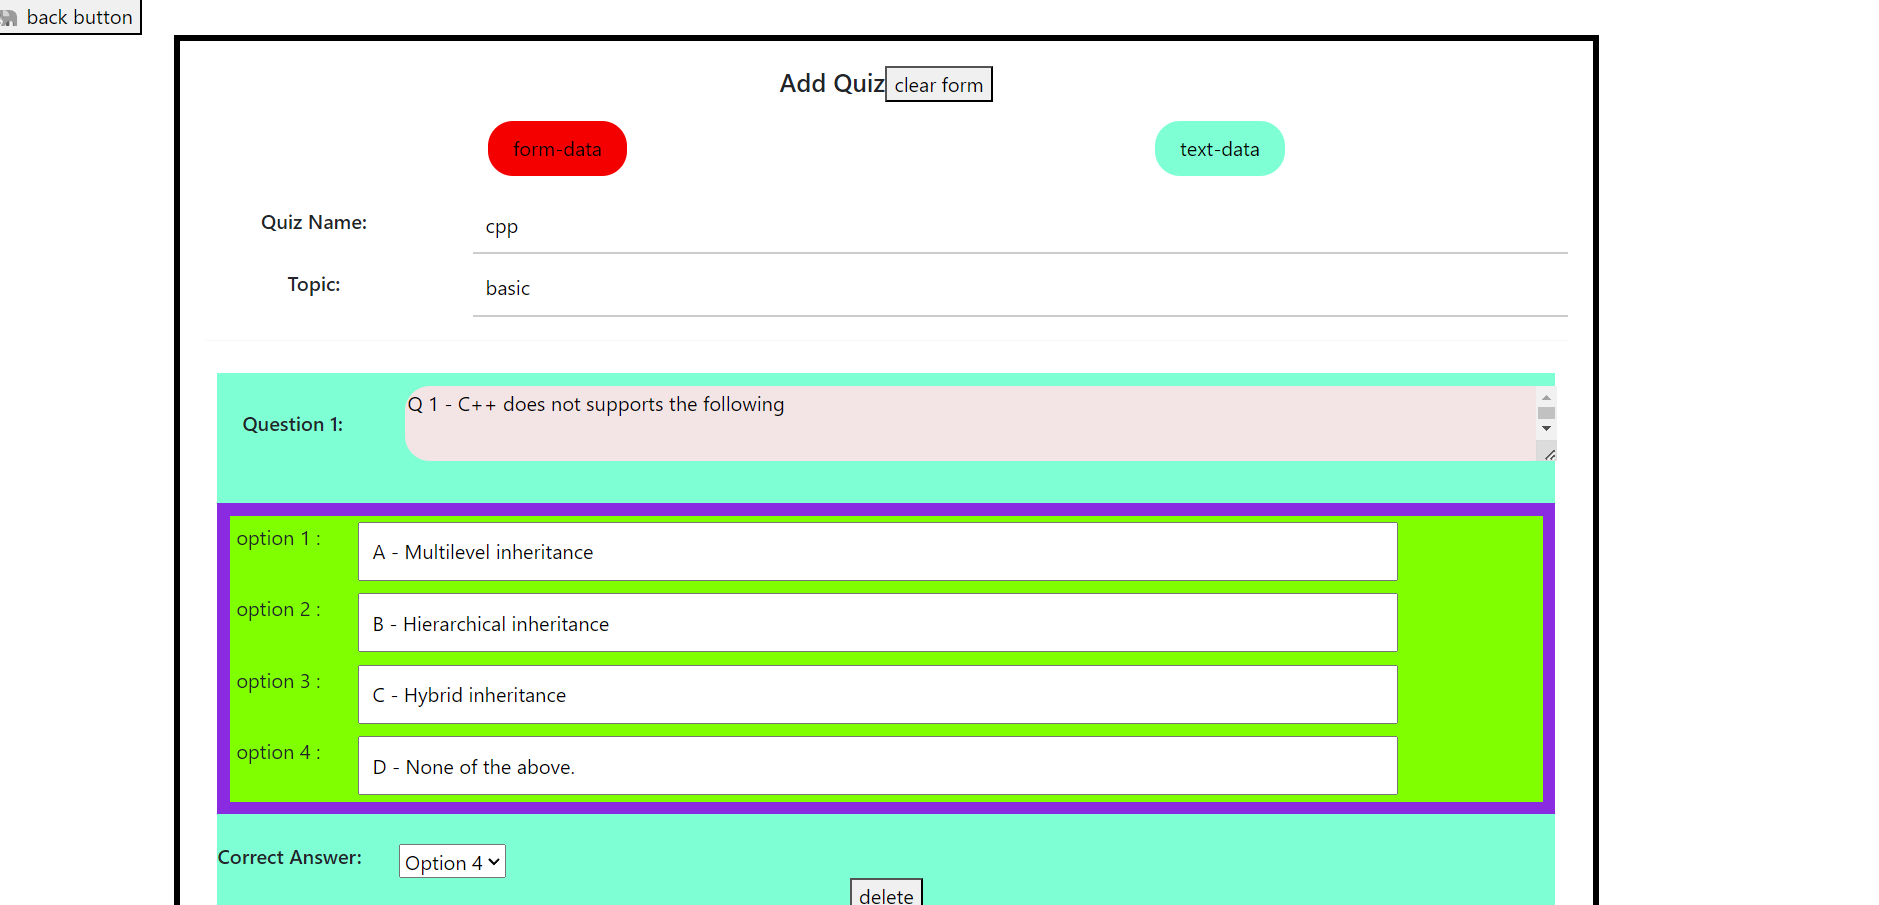 back button
Add Quiz clear form
form-data text-data
Quiz Name: cpp
Topic: basic
Question 1: Q 1 - C++ does not supports the following
option 1 : A - Multilevel inheritance
option 2 : B - Hierarchical inheritance
option 3 : C - Hybrid inheritance
option 4 : D - None of the above.
Correct Answer: Option 4
delete